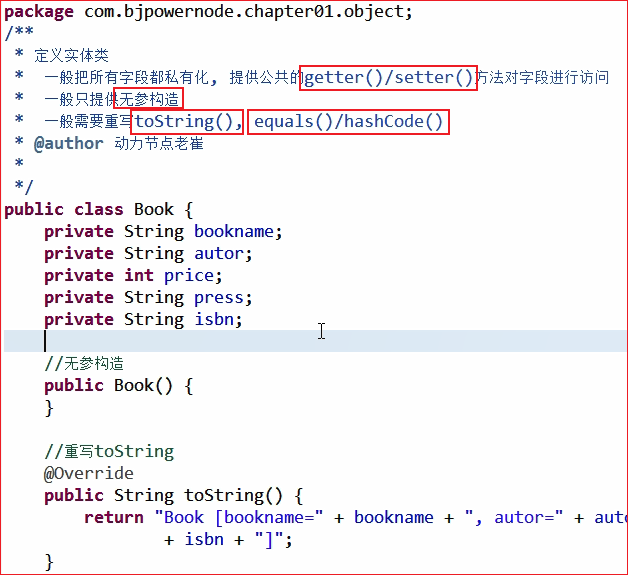 package com.bjpowernode.chapter01.object;
/**
 * 定义实体类
 *  一般把所有字段都私有化, 提供公共的getter()/setter()方法对字段进行访问
 *  一般只提供无参构造
 *  一般需要重写toString(), equals()/hashCode()
 * @author 动力节点老崔
 *
 */
public class Book {
    private String bookname;
    private String autor;
    private int price;
    private String press;
    private String isbn;
    //无参构造
    public Book() {
    }
    //重写toString
    @Override
    public String toString() {
        return "Book [bookname=" + bookname + ", autor=" + auto
                + isbn + "]";
    }